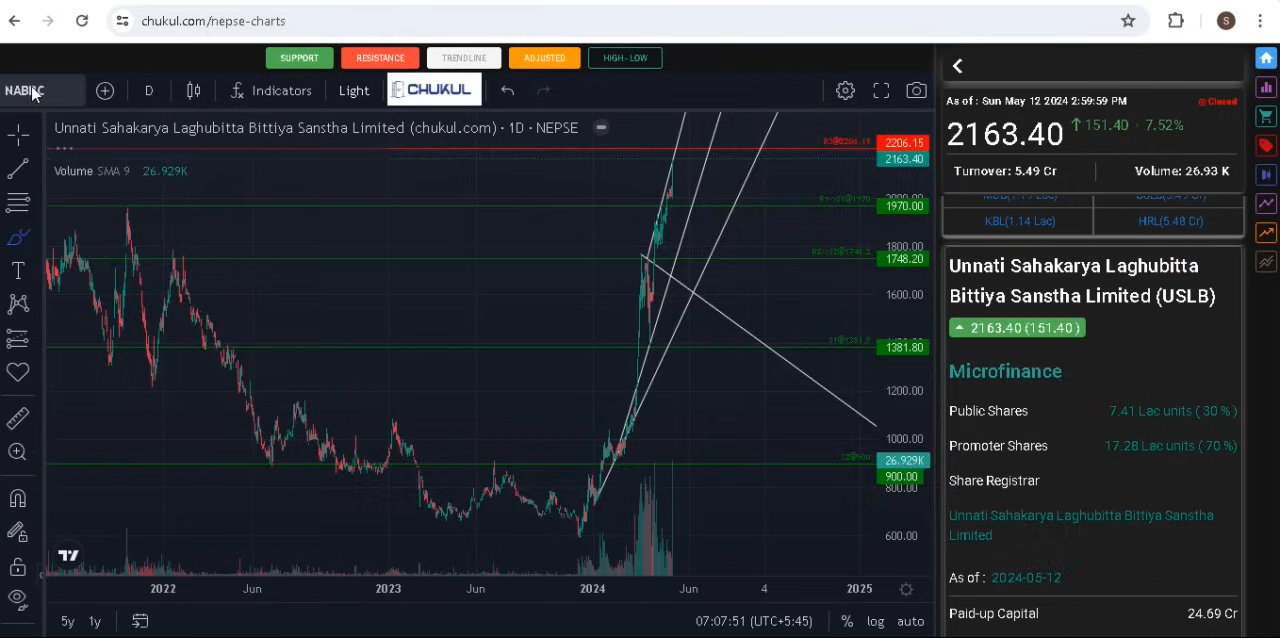 chukul.com/nepse-charts
S
SUPPORT
RESISTANCE
TRENDLINE
ADJUSTED
HIGH-LOW
D
Indicators
Light
CHUKUL
Unnati Sahakarya Laghubitta Bittiya Sanstha Limited (chukul.com) · 1D · NEPSE
Volume SMA 9 26.929K
2206.15
2163.40
1970.00
1800.00
1748.20
1600.00
1381.80
1200.00
1000.00
26.929K
900.00
800.00
600.00
2022
Jun
2023
Jun
2024
Jun
4
2025
5y
1y
07:07:51 (UTC+5:45)
%
log
auto
As of : Sun May 12 2024 2:59:59 PM
Closed
2163.40 151.40 · 7.52%
Turnover: 5.49 Cr
Volume: 26.93 K
KBL(1.14 Lac)
HRL(5.48 Cr)
Unnati Sahakarya Laghubitta
Bittiya Sanstha Limited (USLB)
2163.40 (151.40 )
Microfinance
Public Shares 7.41 Lac units ( 30 % )
Promoter Shares 17.28 Lac units ( 70 %)
Share Registrar
Unnati Sahakarya Laghubitta Bittiya Sanstha
Limited
As of : 2024-05-12
Paid-up Capital 24.69 Cr